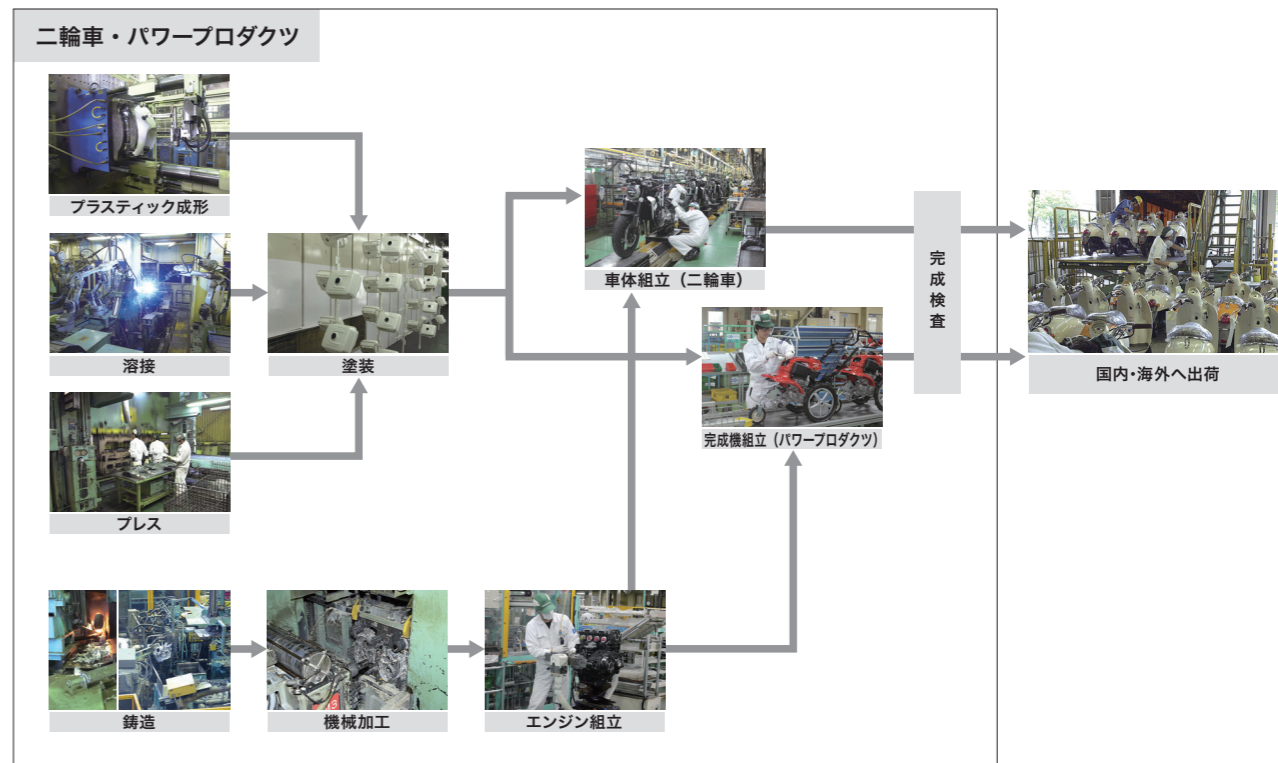 二輪車・パワープロダクツ
プラスティック成形
溶接
塗装
プレス
車体組立（二輪車）
完成機組立（パワープロダクツ）
完成検査
国内･海外へ出荷
鋳造
機械加工
エンジン組立